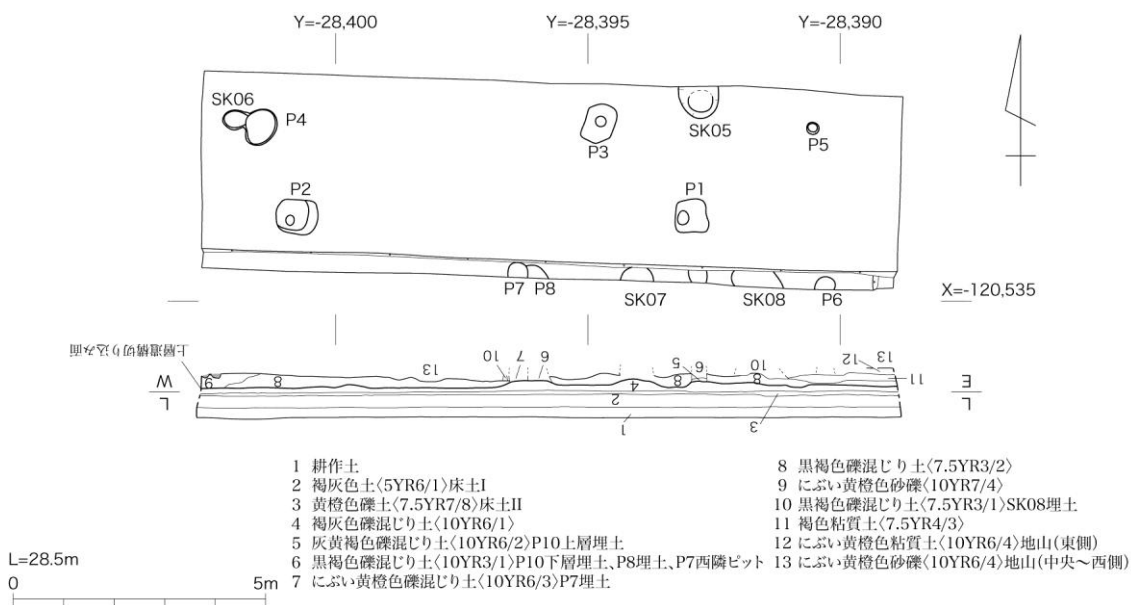 Y=-28,400
Y=-28,395
Y=-28,390
SK06
P4
P3
SK05
P5
P2
P1
P7
P8
SK07
SK08
P6
X=-120,535
上層遺構切り込み面
W
L
9
8
13
10
7
6
4
8
5
6
10
8
12
13
11
E
L
2
1
3
1 耕作土
2 褐灰色土〈5YR6/1〉床土I
3 黄橙色礫土〈7.5YR7/8〉床土II
4 褐灰色礫混じり土〈10YR6/1〉
5 灰黄褐色礫混じり土〈10YR6/2〉P10上層埋土
6 黒褐色礫混じり土〈10YR3/1〉P10下層埋土、P8埋土、P7西隣ピット
7 にぶい黄橙色礫混じり土〈10YR6/3〉P7埋土
8 黒褐色礫混じり土〈7.5YR3/2〉
9 にぶい黄橙色砂礫〈10YR7/4〉
10 黒褐色礫混じり土〈7.5YR3/1〉SK08埋土
11 褐色粘質土〈7.5YR4/3〉
12 にぶい黄橙色粘質土〈10YR6/4〉地山(東側)
13 にぶい黄橙色砂礫〈10YR6/4〉地山(中央～西側)
L=28.5m
0
5m